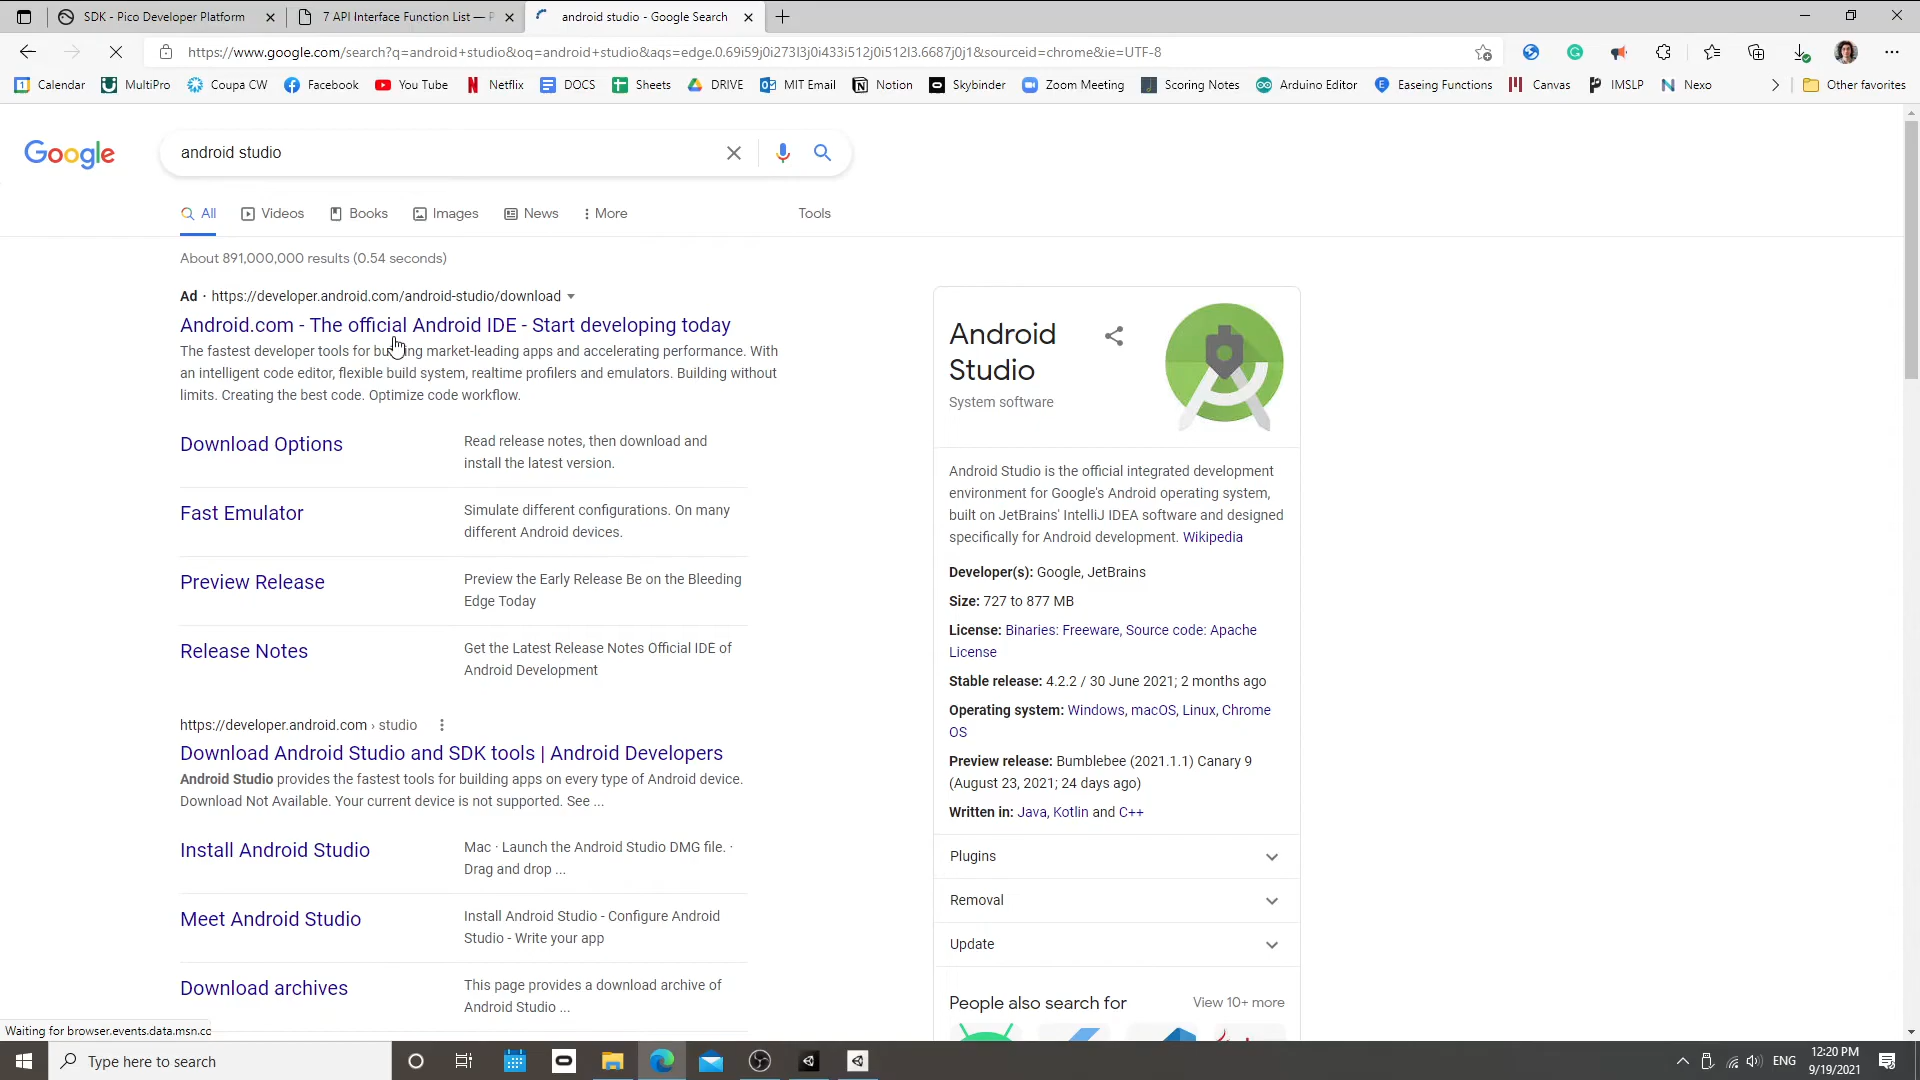 SDK - Pico Developer Platform
7 API Interface Function List —
android studio - Google Search
https://www.google.com/search?q=android+studio&oq=android+studio&aqs=edge.0.69i59j0i273l3j0i433i512j0i512l3.6687j0j1&sourceid=chrome&ie=UTF-8
Calendar
MultiPro
Coupa CW
Facebook
You Tube
Netflix
DOCS
Sheets
DRIVE
MIT Email
Notion
Skybinder
Zoom Meeting
Scoring Notes
Arduino Editor
Easeing Functions
Canvas
IMSLP
Nexo
Other favorites
Google
android studio
All
Videos
Books
Images
News
More
Tools
About 891,000,000 results (0.54 seconds)
Ad · https://developer.android.com/android-studio/download
Android.com - The official Android IDE - Start developing today
The fastest developer tools for building market-leading apps and accelerating performance. With
an intelligent code editor, flexible build system, realtime profilers and emulators. Building without
limits. Creating the best code. Optimize code workflow.
Download Options
Read release notes, then download and
install the latest version.
Fast Emulator
Simulate different configurations. On many
different Android devices.
Preview Release
Preview the Early Release Be on the Bleeding
Edge Today
Release Notes
Get the Latest Release Notes Official IDE of
Android Development
https://developer.android.com › studio
Download Android Studio and SDK tools | Android Developers
Android Studio provides the fastest tools for building apps on every type of Android device.
Download Not Available. Your current device is not supported. See ...
Install Android Studio
Mac · Launch the Android Studio DMG file. ·
Drag and drop ...
Meet Android Studio
Install Android Studio - Configure Android
Studio - Write your app
Download archives
This page provides a download archive of
Android Studio ...
Android
Studio
System software
Android Studio is the official integrated development
environment for Google's Android operating system,
built on JetBrains' IntelliJ IDEA software and designed
specifically for Android development. Wikipedia
Developer(s): Google, JetBrains
Size: 727 to 877 MB
License: Binaries: Freeware, Source code: Apache
License
Stable release: 4.2.2 / 30 June 2021; 2 months ago
Operating system: Windows, macOS, Linux, Chrome
OS
Preview release: Bumblebee (2021.1.1) Canary 9
(August 23, 2021; 24 days ago)
Written in: Java, Kotlin and C++
Plugins
Removal
Update
People also search for
View 10+ more
Waiting for browser.events.data.msn.cc
Type here to search
ENG
12:20 PM
9/19/2021